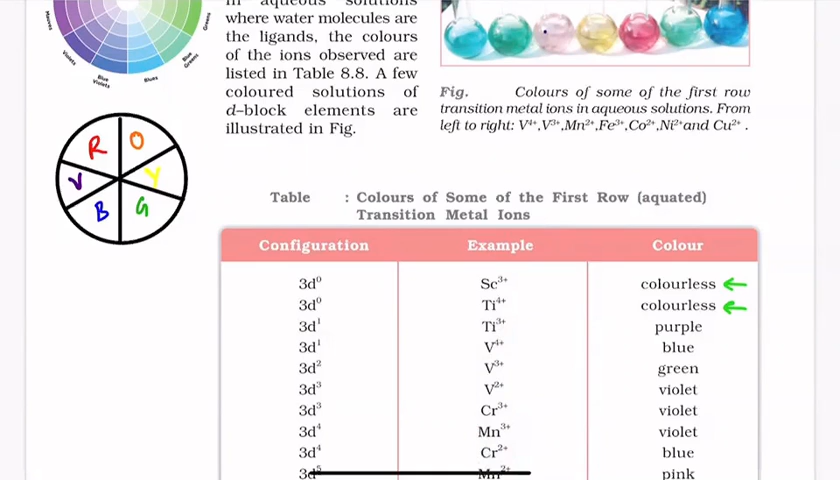 Mauves
Violets
Blue
Violets
Blues
Blue
Greens
Greens
in aqueous solutions
where water molecules are
the ligands, the colours
of the ions observed are
listed in Table 8.8. A few
coloured solutions of
d–block elements are
illustrated in Fig.
Fig. Colours of some of the first row
transition metal ions in aqueous solutions. From
left to right: V⁴⁺,V³⁺,Mn²⁺,Fe³⁺,Co²⁺,Ni²⁺and Cu²⁺ .
R O
V Y
B G
Table : Colours of Some of the First Row (aquated)
Transition Metal Ions
Configuration Example Colour
3d⁰ Sc³⁺ colourless
3d⁰ Ti⁴⁺ colourless
3d¹ Ti³⁺ purple
3d¹ V⁴⁺ blue
3d² V³⁺ green
3d³ V²⁺ violet
3d³ Cr³⁺ violet
3d⁴ Mn³⁺ violet
3d⁴ Cr²⁺ blue
3d⁵ Mn²⁺ pink